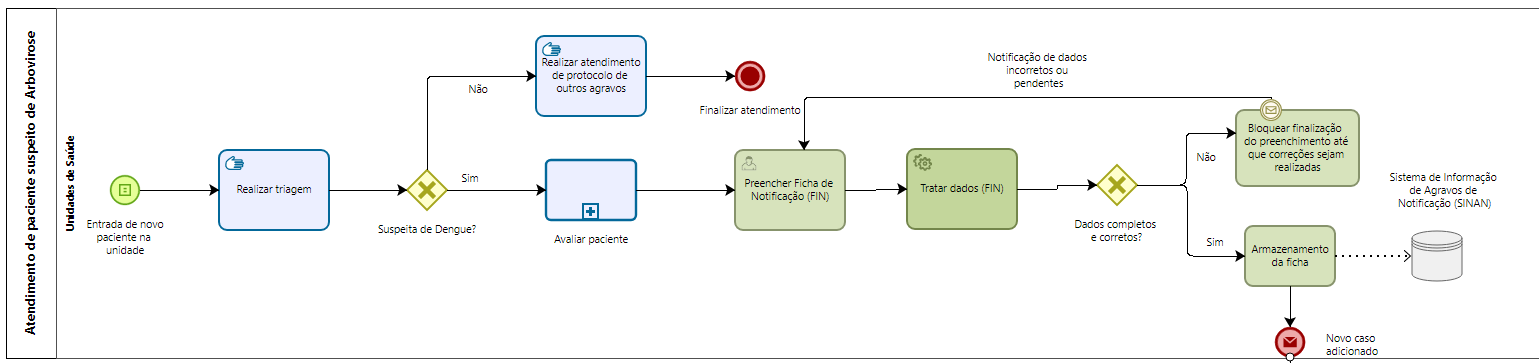 Atendimento de paciente suspeito de Arbovirose
Unidades de Saúde
Entrada de novo
paciente na
unidade
Realizar triagem
Suspeita de Dengue?
Não
Realizar atendimento
de protocolo de
outros agravos
Finalizar atendimento
Sim
Avaliar paciente
Preencher Ficha de
Notificação (FIN)
Tratar dados (FIN)
Dados completos
e corretos?
Não
Bloquear finalização
do preenchimento até
que correções sejam
realizadas
Notificação de dados
incorretos ou
pendentes
Sim
Armazenamento
da ficha
Sistema de Informação
de Agravos de
Notificação (SINAN)
Novo caso
adicionado